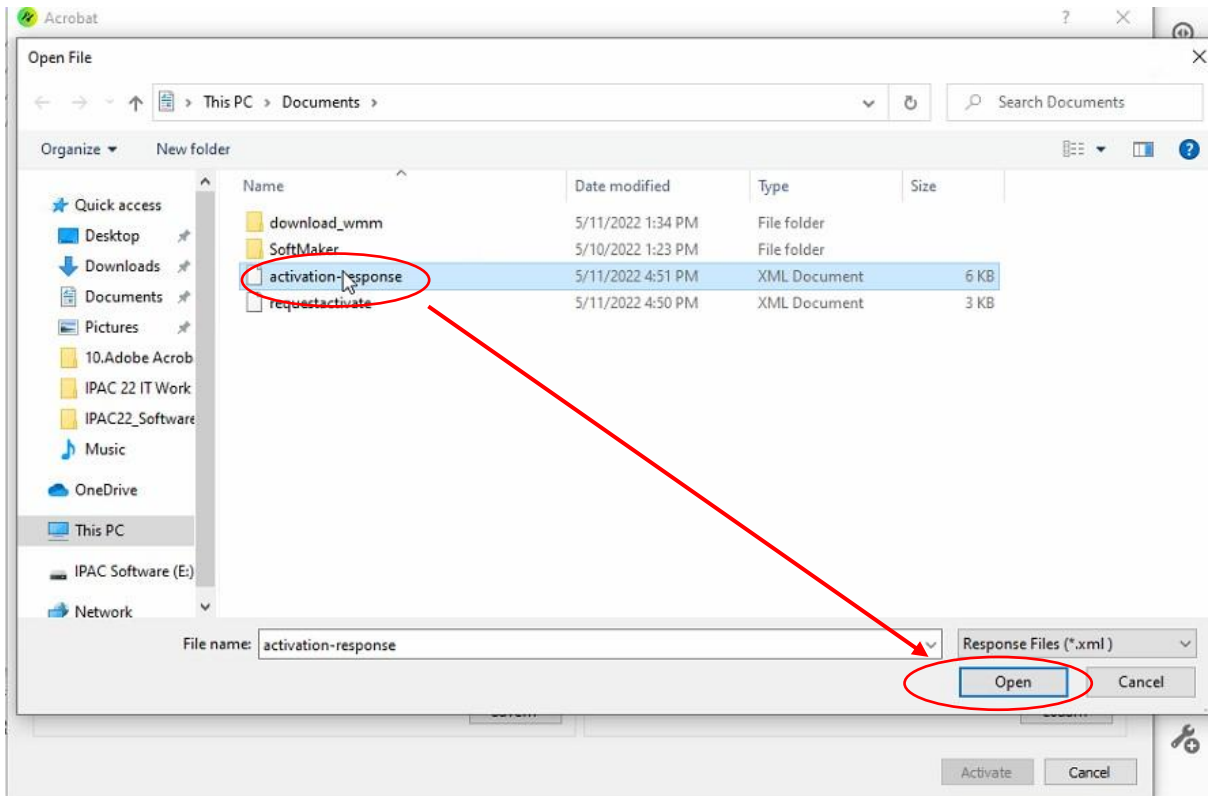 Acrobat
Open File
This PC > Documents >
Search Documents
Organize
New folder
Name Date modified Type Size
Quick access
Desktop
Downloads
Documents
Pictures
10.Adobe Acrob
IPAC 22 IT Work
IPAC22_Software
Music
OneDrive
This PC
IPAC Software (E:)
Network
download_wmm 5/11/2022 1:34 PM File folder
SoftMaker 5/10/2022 1:23 PM File folder
activation-response 5/11/2022 4:51 PM XML Document 6 KB
requestactivate 5/11/2022 4:50 PM XML Document 3 KB
File name: activation-response Response Files (*.xml )
Open Cancel
Activate Cancel